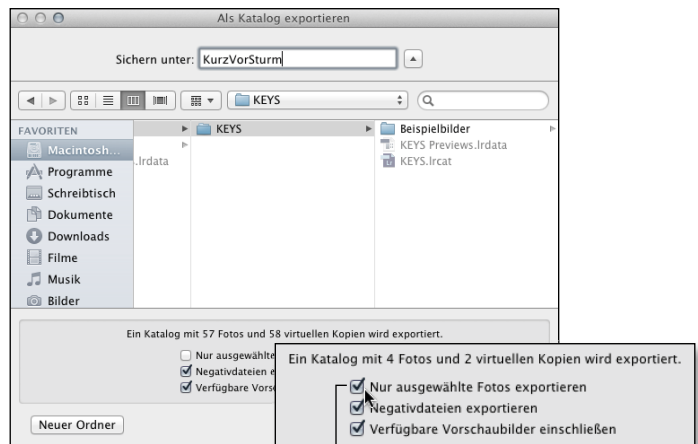 Als Katalog exportieren
Sichern unter: KurzVorSturm
KEYS
FAVORITEN
Macintosh...
Programme
Schreibtisch
Dokumente
Downloads
Filme
Musik
Bilder
.lrdata
KEYS
Beispielbilder
KEYS Previews.lrdata
KEYS.lrcat
Ein Katalog mit 57 Fotos und 58 virtuellen Kopien wird exportiert.
Nur ausgewählte
Negativdateien e
Verfügbare Vors
Neuer Ordner
Ein Katalog mit 4 Fotos und 2 virtuellen Kopien wird exportiert.
Nur ausgewählte Fotos exportieren
Negativdateien exportieren
Verfügbare Vorschaubilder einschließen